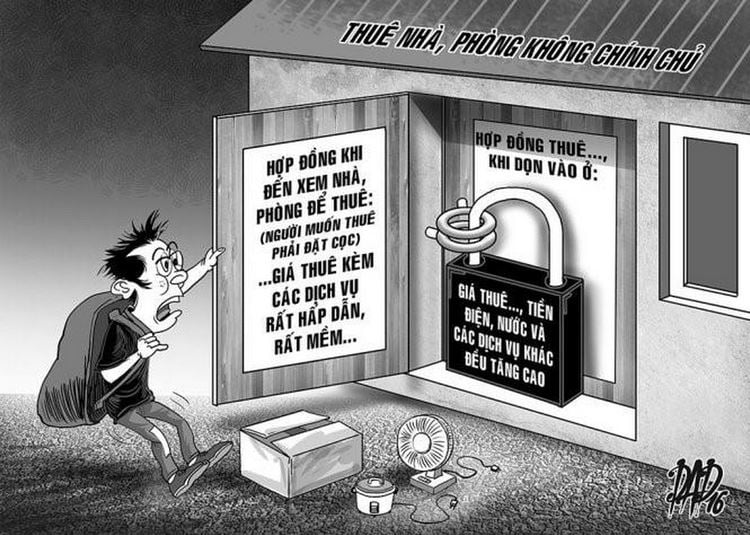 THUÊ NHÀ, PHÒNG KHÔNG CHÍNH CHỦ
HỢP ĐỒNG KHI
ĐẾN XEM NHÀ,
PHÒNG ĐỂ THUÊ:
(NGƯỜI MUỐN THUÊ
PHẢI ĐẶT CỌC)
...GIÁ THUÊ KÈM
CÁC DỊCH VỤ
RẤT HẤP DẪN,
RẤT MỀM...
HỢP ĐỒNG THUÊ...,
KHI DỌN VÀO Ở:
GIÁ THUÊ..., TIỀN
ĐIỆN, NƯỚC VÀ
CÁC DỊCH VỤ KHÁC
ĐỀU TĂNG CAO
DAD 16